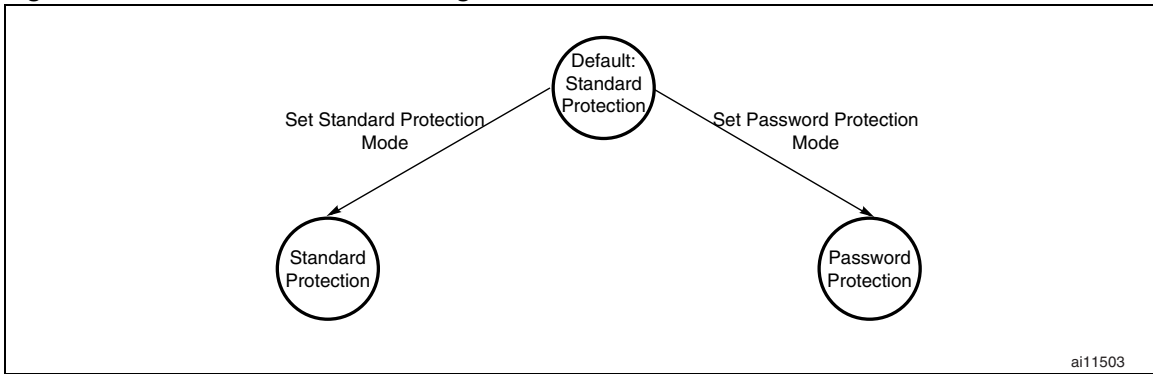 Default:
Standard
Protection
Set Standard Protection
Mode
Set Password Protection
Mode
Standard
Protection
Password
Protection
ai11503